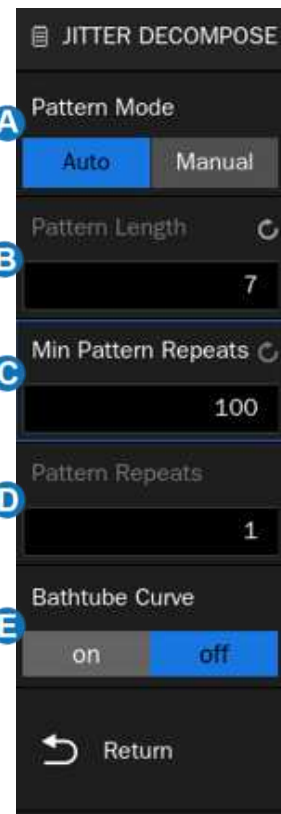 JITTER DECOMPOSE
A
Pattern Mode
Auto Manual
B
Pattern Length
7
C
Min Pattern Repeats
100
D
Pattern Repeats
1
E
Bathtube Curve
on off
Return